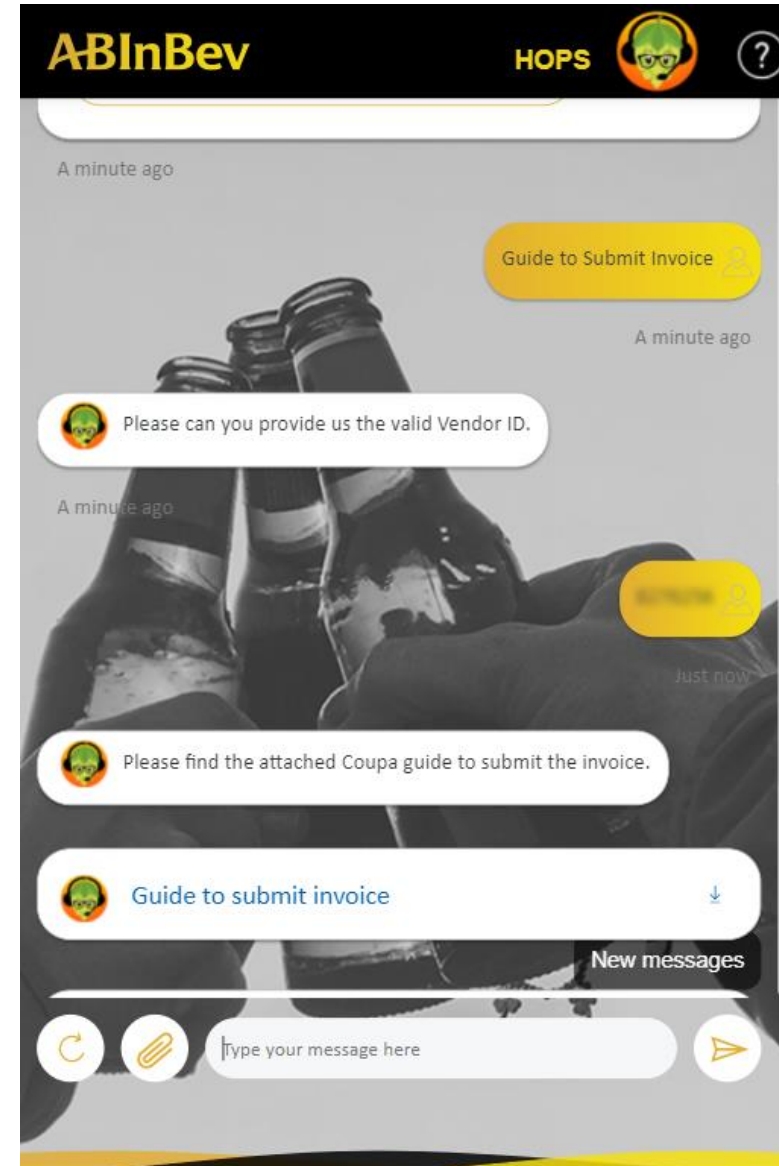 ABInBev
HOPS
?
A minute ago
Guide to Submit Invoice
A minute ago
Please can you provide us the valid Vendor ID.
A minute ago
Just now
Please find the attached Coupa guide to submit the invoice.
Guide to submit invoice
New messages
Type your message here